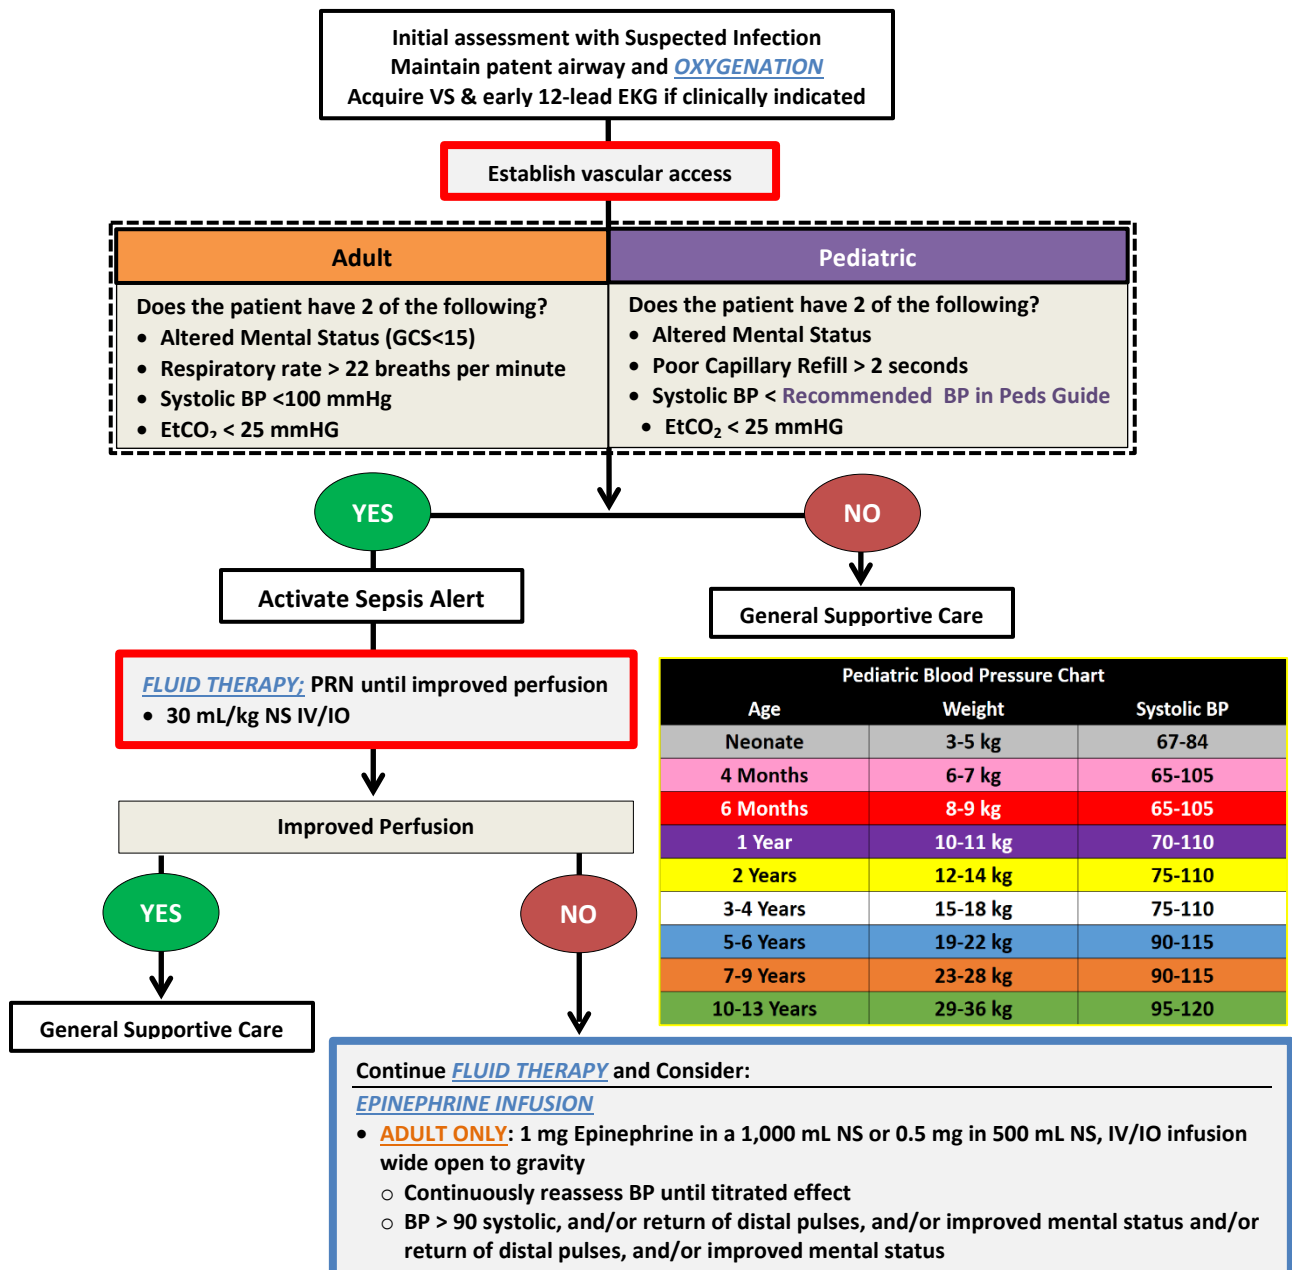 Initial assessment with Suspected Infection
Maintain patent airway and OXYGENATION
Acquire VS & early 12-lead EKG if clinically indicated
Establish vascular access
Adult
Does the patient have 2 of the following?
• Altered Mental Status (GCS<15)
• Respiratory rate > 22 breaths per minute
• Systolic BP <100 mmHg
• EtCO₂ < 25 mmHG
Pediatric
Does the patient have 2 of the following?
• Altered Mental Status
• Poor Capillary Refill > 2 seconds
• Systolic BP < Recommended BP in Peds Guide
• EtCO₂ < 25 mmHG
YES
NO
Activate Sepsis Alert
General Supportive Care
FLUID THERAPY; PRN until improved perfusion
• 30 mL/kg NS IV/IO
Improved Perfusion
YES
NO
General Supportive Care
Pediatric Blood Pressure Chart
Age Weight Systolic BP
Neonate 3-5 kg 67-84
4 Months 6-7 kg 65-105
6 Months 8-9 kg 65-105
1 Year 10-11 kg 70-110
2 Years 12-14 kg 75-110
3-4 Years 15-18 kg 75-110
5-6 Years 19-22 kg 90-115
7-9 Years 23-28 kg 90-115
10-13 Years 29-36 kg 95-120
Continue FLUID THERAPY and Consider:
EPINEPHRINE INFUSION
• ADULT ONLY: 1 mg Epinephrine in a 1,000 mL NS or 0.5 mg in 500 mL NS, IV/IO infusion
wide open to gravity
o Continuously reassess BP until titrated effect
o BP > 90 systolic, and/or return of distal pulses, and/or improved mental status and/or
return of distal pulses, and/or improved mental status